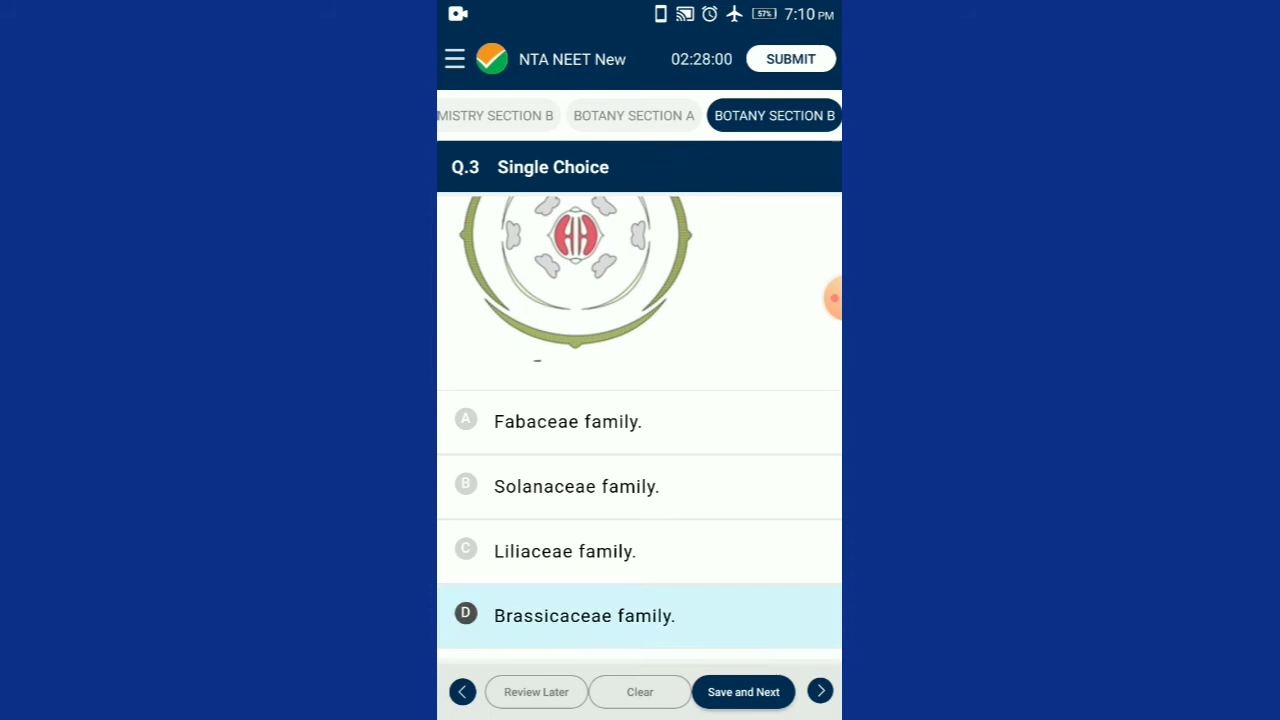 57% 7:10 PM
NTA NEET New 02:28:00 SUBMIT
MISTRY SECTION B BOTANY SECTION A BOTANY SECTION B
Q.3 Single Choice
A Fabaceae family.
B Solanaceae family.
C Liliaceae family.
D Brassicaceae family.
Review Later Clear Save and Next